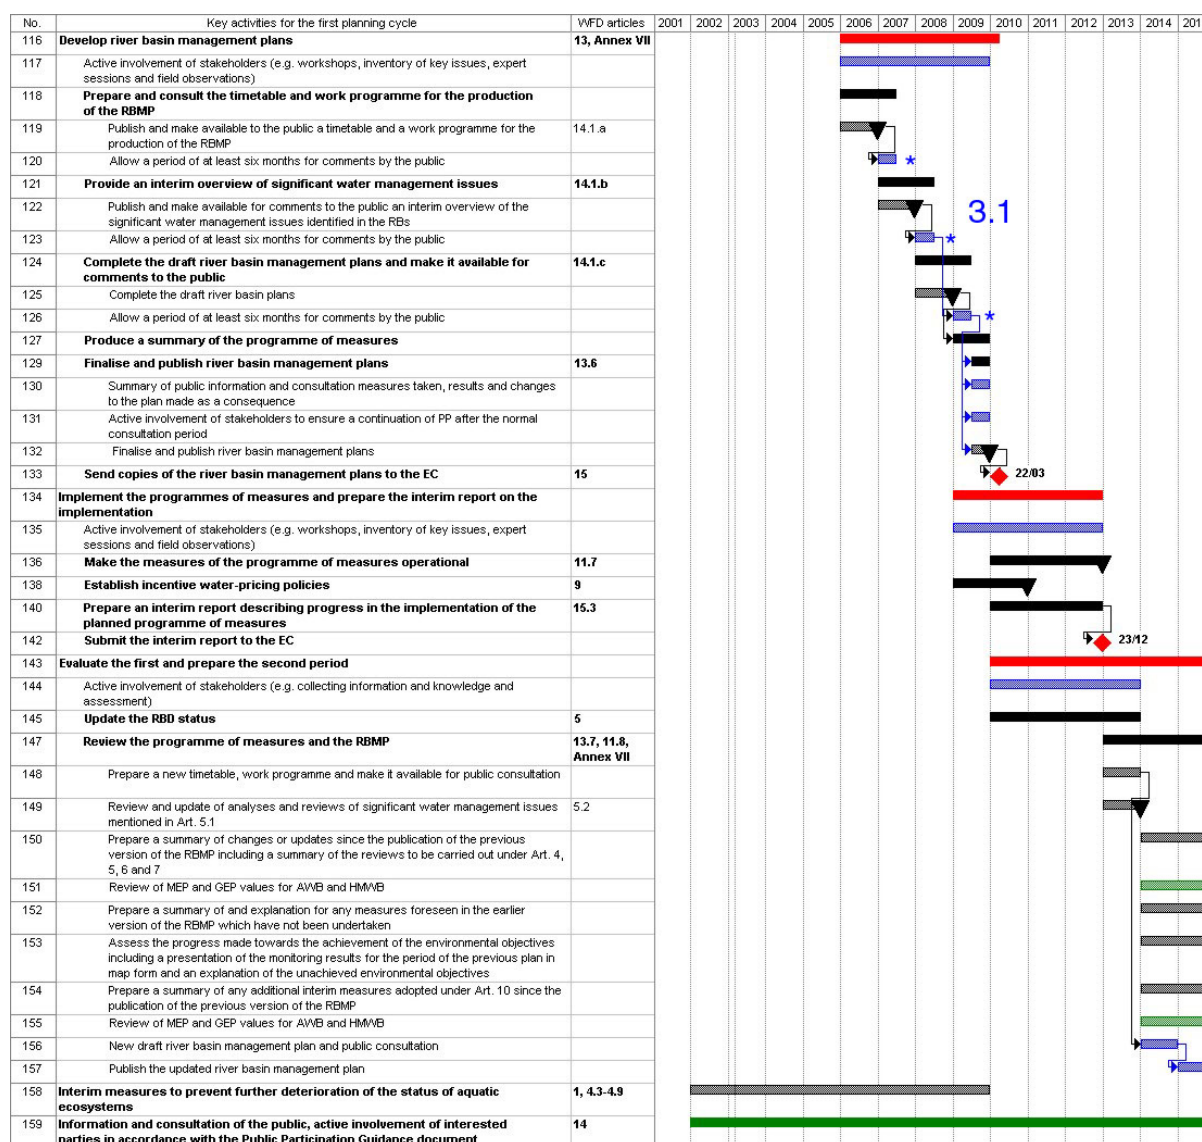 No. Key activities for the first planning cycle WFD articles 2001 2002 2003 2004 2005 2006 2007 2008 2009 2010 2011 2012 2013 2014 201
116 Develop river basin management plans 13, Annex VII
117 Active involvement of stakeholders (e.g. workshops, inventory of key issues, expert
sessions and field observations)
118 Prepare and consult the timetable and work programme for the production
of the RBMP
119 Publish and make available to the public a timetable and a work programme for the 14.1.a
production of the RBMP
120 Allow a period of at least six months for comments by the public *
121 Provide an interim overview of significant water management issues 14.1.b
122 Publish and make available for comments to the public an interim overview of the 3.1
significant water management issues identified in the RBs
123 Allow a period of at least six months for comments by the public *
124 Complete the draft river basin management plans and make it available for 14.1.c
comments to the public
125 Complete the draft river basin plans
126 Allow a period of at least six months for comments by the public *
127 Produce a summary of the programme of measures
129 Finalise and publish river basin management plans 13.6
130 Summary of public information and consultation measures taken, results and changes
to the plan made as a consequence
131 Active involvement of stakeholders to ensure a continuation of PP after the normal
consultation period
132 Finalise and publish river basin management plans
133 Send copies of the river basin management plans to the EC 15 22/03
134 Implement the programmes of measures and prepare the interim report on the
implementation
135 Active involvement of stakeholders (e.g. workshops, inventory of key issues, expert
sessions and field observations)
136 Make the measures of the programme of measures operational 11.7
138 Establish incentive water-pricing policies 9
140 Prepare an interim report describing progress in the implementation of the 15.3
planned programme of measures
142 Submit the interim report to the EC 23/12
143 Evaluate the first and prepare the second period
144 Active involvement of stakeholders (e.g. collecting information and knowledge and
assessment)
145 Update the RBD status 5
147 Review the programme of measures and the RBMP 13.7, 11.8,
Annex VII
148 Prepare a new timetable, work programme and make it available for public consultation
149 Review and update of analyses and reviews of significant water management issues 5.2
mentioned in Art. 5.1
150 Prepare a summary of changes or updates since the publication of the previous
version of the RBMP including a summary of the reviews to be carried out under Art. 4,
5, 6 and 7
151 Review of MEP and GEP values for AWB and HMWB
152 Prepare a summary of and explanation for any measures foreseen in the earlier
version of the RBMP which have not been undertaken
153 Assess the progress made towards the achievement of the environmental objectives
including a presentation of the monitoring results for the period of the previous plan in
map form and an explanation of the unachieved environmental objectives
154 Prepare a summary of any additional interim measures adopted under Art. 10 since the
publication of the previous version of the RBMP
155 Review of MEP and GEP values for AWB and HMWB
156 New draft river basin management plan and public consultation
157 Publish the updated river basin management plan
158 Interim measures to prevent further deterioration of the status of aquatic 1, 4.3-4.9
ecosystems
159 Information and consultation of the public, active involvement of interested 14
parties in accordance with the Public Participation Guidance document